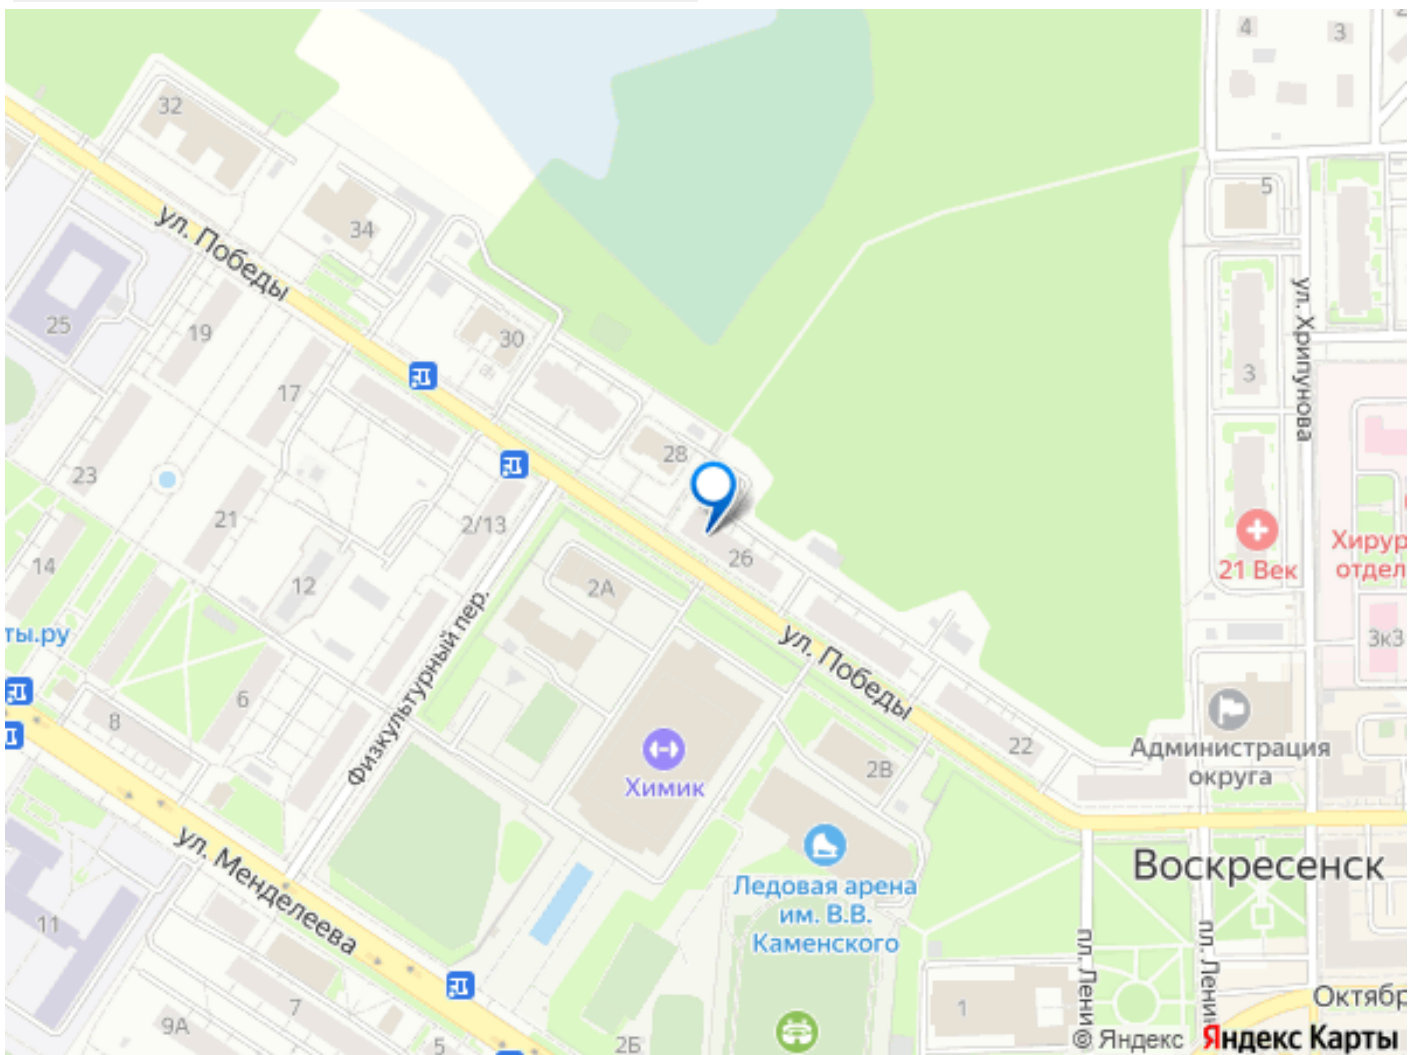 4
3
32
5
34
ул. Победы
25
19
30
ул. Хрипунова
17
3
28
23
21
2/13
Хирур
отдел
21 Век
26
14
12
2А
ты.ру
ул. Победы
3к3
6
8
Физкультурный пер.
22
Администрация
округа
2В
Химик
ул. Менделеева
Воскресенск
Ледовая арена
им. В.В.
Каменского
11
пл. Лени
пл. Ленин
7
1
Октябр
9А
5
2Б
© Яндекс
Яндекс Карты